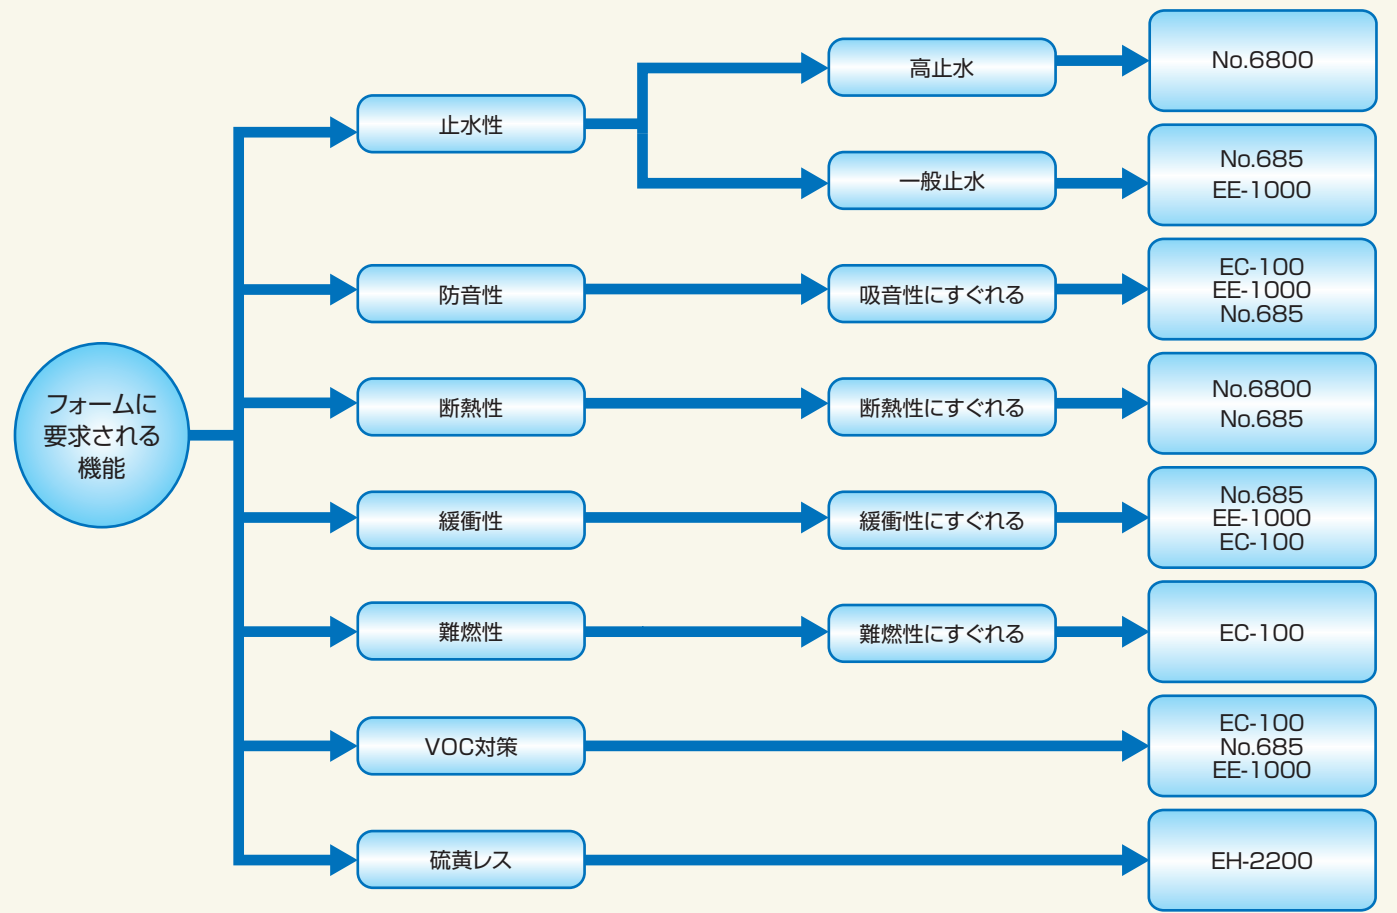 フォームに
要求される
機能
止水性
高止水
No.6800
一般止水
No.685
EE-1000
防音性
吸音性にすぐれる
EC-100
EE-1000
No.685
断熱性
断熱性にすぐれる
No.6800
No.685
緩衝性
緩衝性にすぐれる
No.685
EE-1000
EC-100
難燃性
難燃性にすぐれる
EC-100
VOC対策
EC-100
No.685
EE-1000
硫黄レス
EH-2200